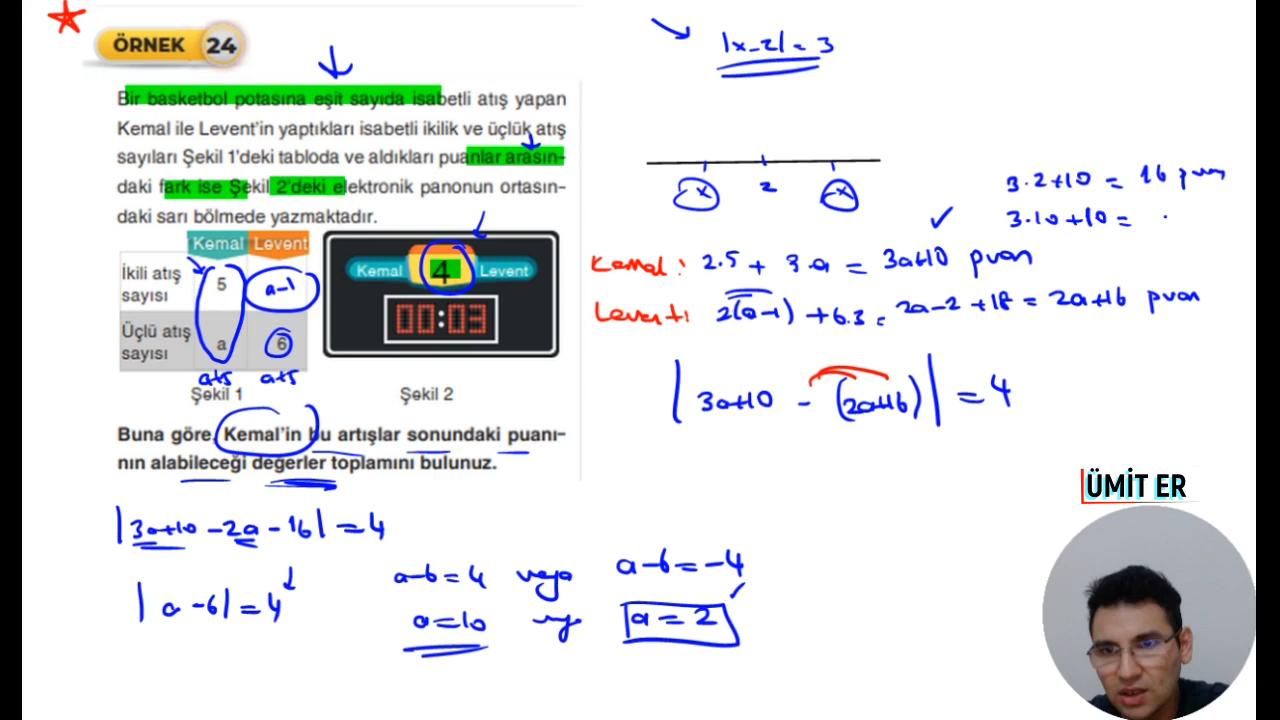 ÖRNEK 24
Bir basketbol potasına eşit sayıda isabetli atış yapan
Kemal ile Levent'in yaptıkları isabetli ikilik ve üçlük atış
sayıları Şekil 1'deki tabloda ve aldıkları puanlar arasın-
daki fark ise Şekil 2'deki elektronik panonun ortasın-
daki sarı bölmede yazmaktadır.
Kemal Levent
İkili atış sayısı 5 a-1
Üçlü atış sayısı a 6
a+5 a+5
Şekil 1
Kemal 4 Levent
00:03
Şekil 2
Buna göre, Kemal'in bu artışlar sonundaki puanı-
nın alabileceği değerler toplamını bulunuz.
|3a+10 -2a-16| = 4
|a-6| = 4
a-6=4 veya a-6=-4
a=10 veya a=2
|x-2| = 3
x 2 x
3.2+10 = 16 puan
3.10+10 =
Kemal: 2.5 + 3.a = 3a+10 puan
Levent: 2(a-1) +6.3 = 2a-2+18 = 2a+16 puan
|3a+10 - (2a+16)| = 4
ÜMİT ER